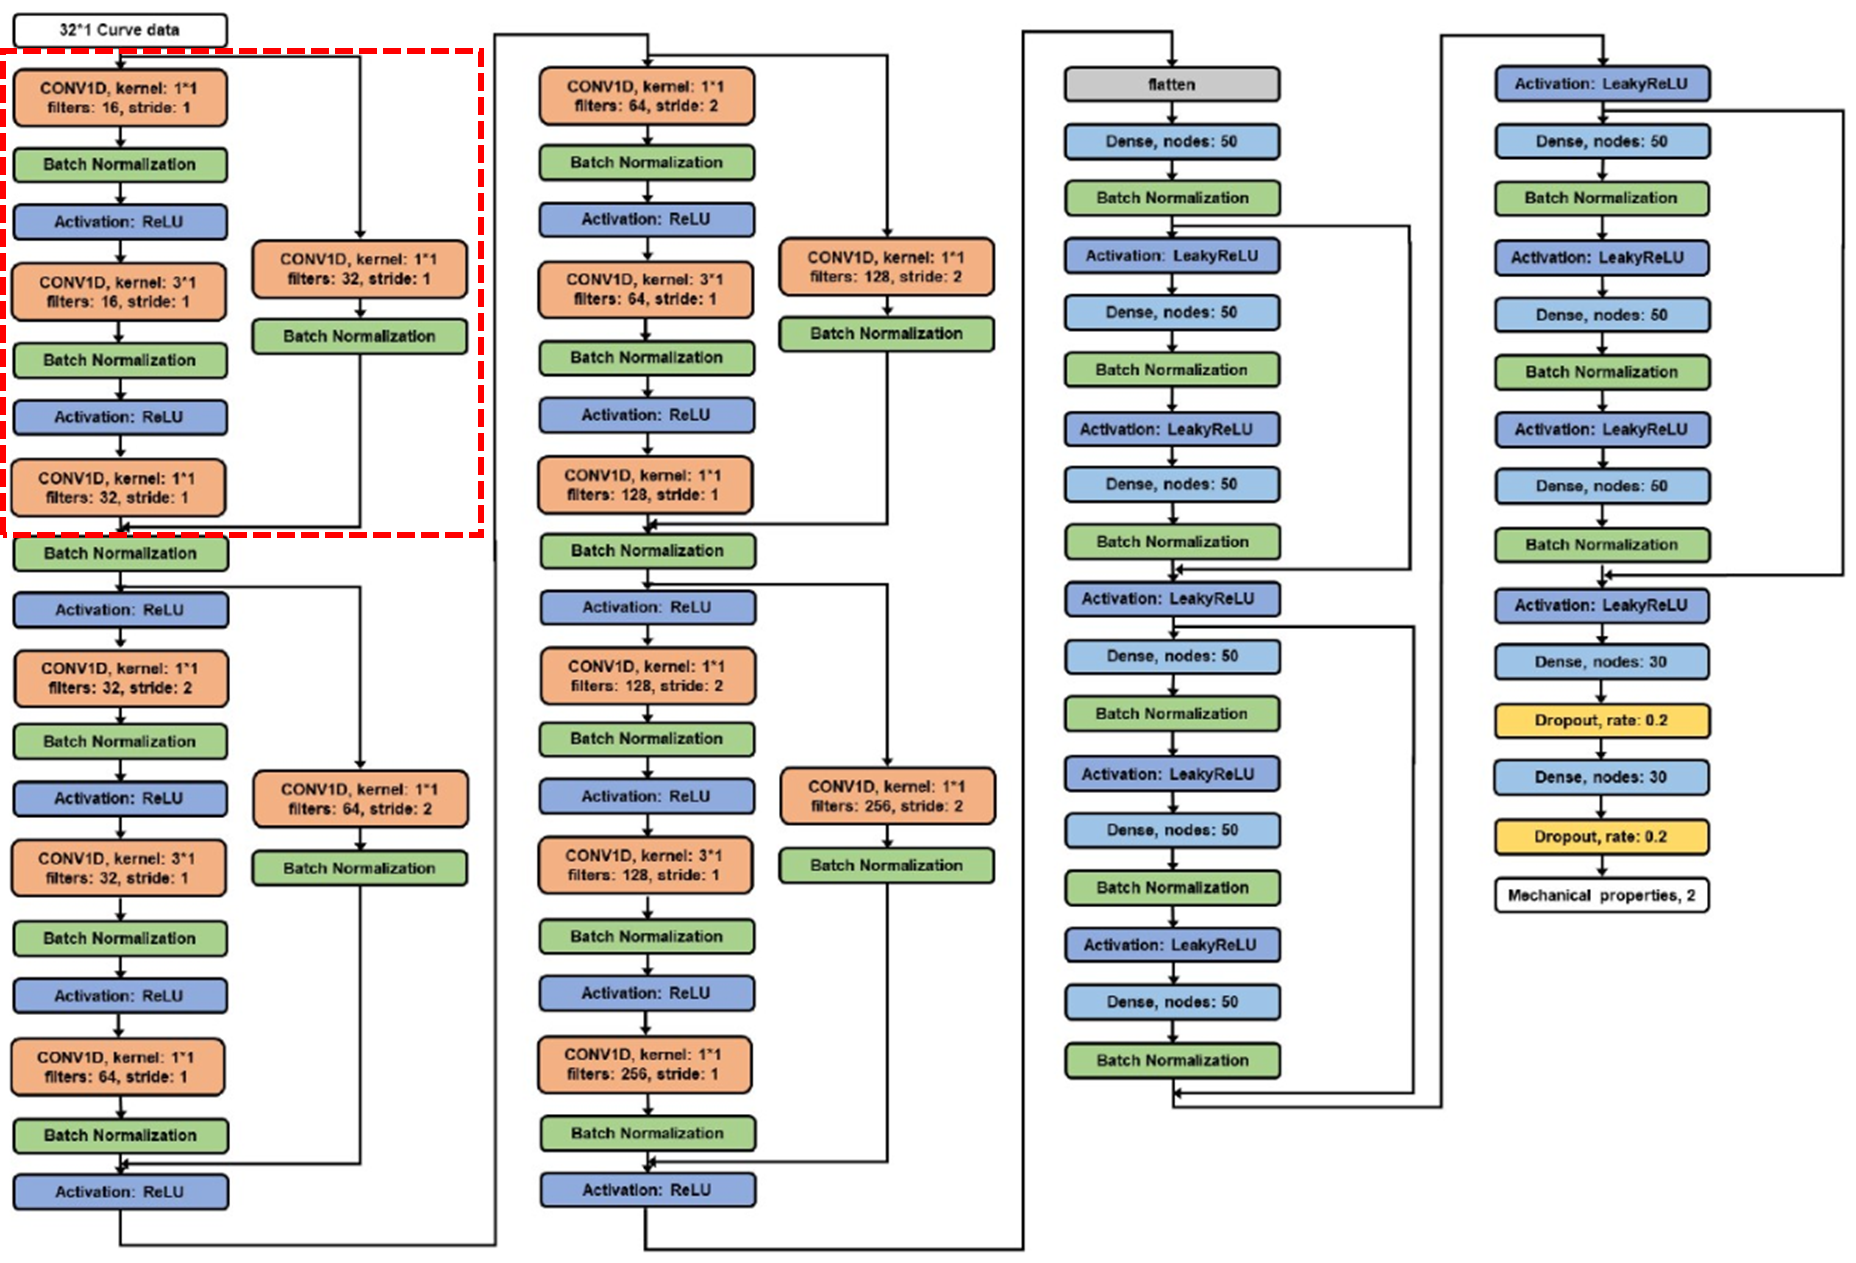 32*1 Curve data
CONV1D, kernel: 1*1
filters: 16, stride: 1
Batch Normalization
Activation: ReLU
CONV1D, kernel: 3*1
filters: 16, stride: 1
Batch Normalization
Activation: ReLU
CONV1D, kernel: 1*1
filters: 32, stride: 1
CONV1D, kernel: 1*1
filters: 32, stride: 1
Batch Normalization
Batch Normalization
Activation: ReLU
CONV1D, kernel: 1*1
filters: 32, stride: 2
Batch Normalization
Activation: ReLU
CONV1D, kernel: 3*1
filters: 32, stride: 1
Batch Normalization
Activation: ReLU
CONV1D, kernel: 1*1
filters: 64, stride: 1
Batch Normalization
CONV1D, kernel: 1*1
filters: 64, stride: 2
Batch Normalization
Activation: ReLU
CONV1D, kernel: 1*1
filters: 64, stride: 2
Batch Normalization
Activation: ReLU
CONV1D, kernel: 3*1
filters: 64, stride: 1
Batch Normalization
Activation: ReLU
CONV1D, kernel: 1*1
filters: 128, stride: 1
CONV1D, kernel: 1*1
filters: 128, stride: 2
Batch Normalization
Batch Normalization
Activation: ReLU
CONV1D, kernel: 1*1
filters: 128, stride: 2
Batch Normalization
Activation: ReLU
CONV1D, kernel: 3*1
filters: 128, stride: 1
Batch Normalization
Activation: ReLU
CONV1D, kernel: 1*1
filters: 256, stride: 1
Batch Normalization
CONV1D, kernel: 1*1
filters: 256, stride: 2
Batch Normalization
Activation: ReLU
flatten
Dense, nodes: 50
Batch Normalization
Activation: LeakyReLU
Dense, nodes: 50
Batch Normalization
Activation: LeakyReLU
Dense, nodes: 50
Batch Normalization
Activation: LeakyReLU
Dense, nodes: 50
Batch Normalization
Activation: LeakyReLU
Dense, nodes: 50
Batch Normalization
Activation: LeakyReLU
Dense, nodes: 50
Batch Normalization
Activation: LeakyReLU
Dense, nodes: 50
Batch Normalization
Activation: LeakyReLU
Dense, nodes: 50
Batch Normalization
Activation: LeakyReLU
Dense, nodes: 50
Batch Normalization
Activation: LeakyReLU
Dense, nodes: 30
Dropout, rate: 0.2
Dense, nodes: 30
Dropout, rate: 0.2
Mechanical properties, 2